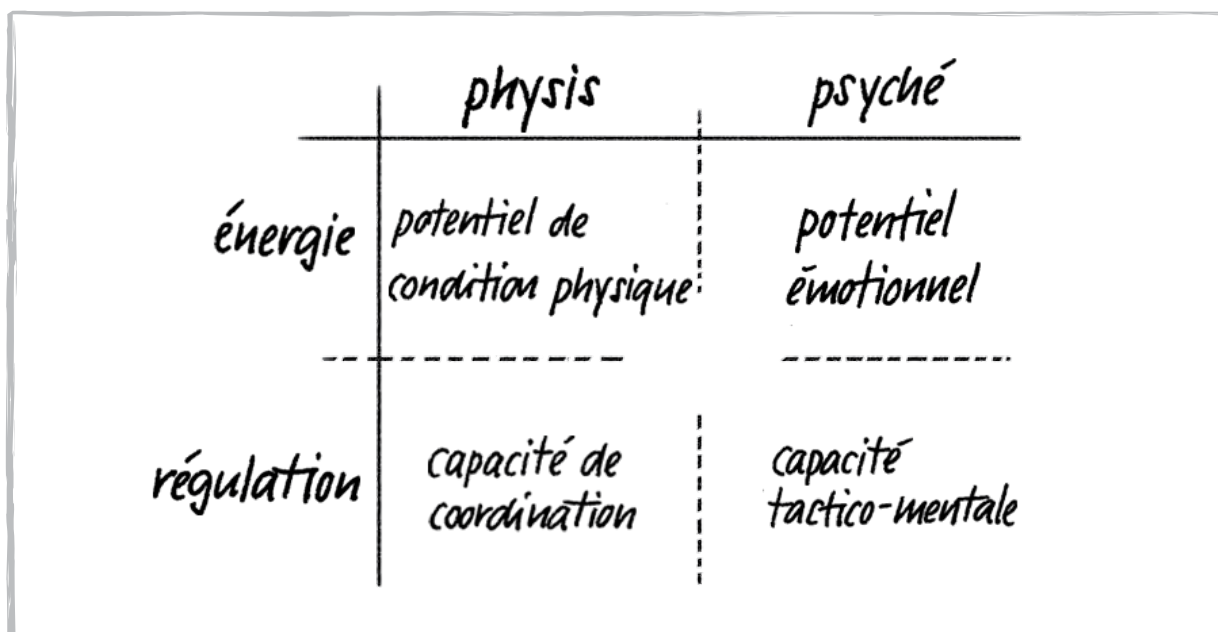 physis psyché
énergie potentiel de potentiel
condition physique émotionnel
régulation capacité de capacité
coordination tactico-mentale